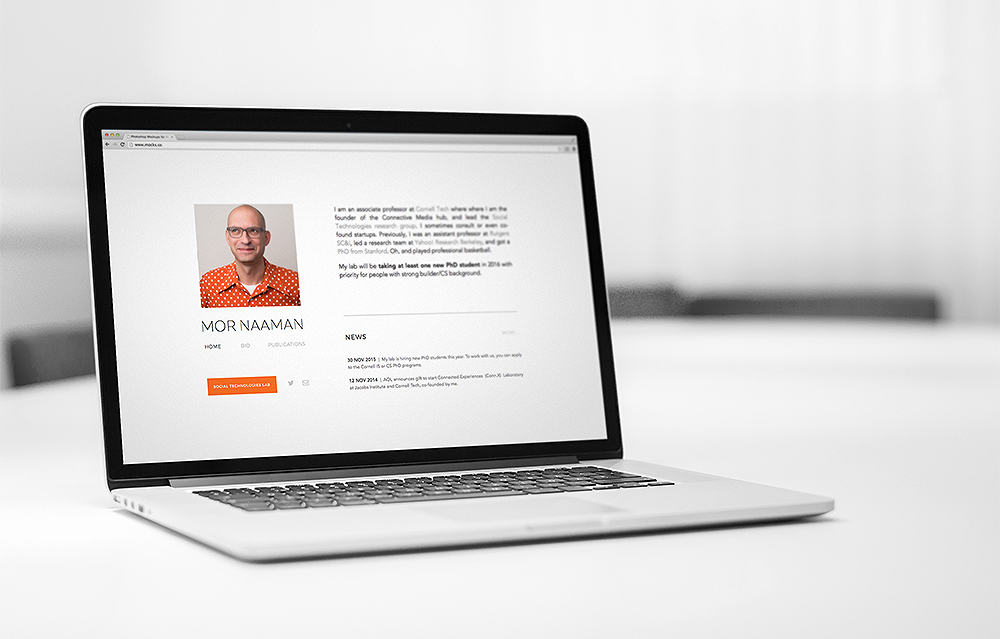 Photoshop Mockups for
www.mocks.co
I am an associate professor at Cornell Tech where where I am the
founder of the Connective Media hub, and lead the Social
Technologies research group. I sometimes consult or even co-
found startups. Previously, I was an assistant professor at Rutgers
SC&I, led a research team at Yahoo! Research Berkeley, and got a
PhD from Stanford. Oh, and played professional basketball.
My lab will be taking at least one new PhD student in 2016 with
priority for people with strong builder/CS background.
MOR NAAMAN
HOME BIO PUBLICATIONS
SOCIAL TECHNOLOGIES LAB
NEWS
30 NOV 2015 | My lab is hiring new PhD students this year. To work with us, you can apply
to the Cornell IS or CS PhD programs.
12 NOV 2014 | AOL announces gift to start Connected Experiences (Conn.X) Laboratory
at Jacobs Institute and Cornell Tech, co-founded by me.